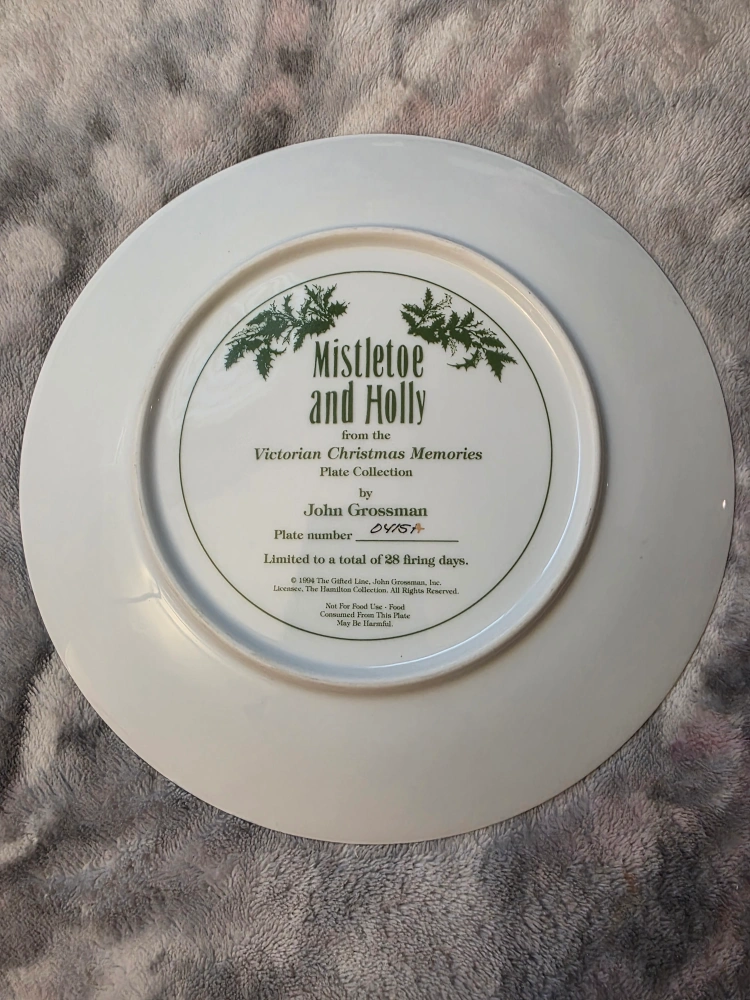 Mistletoe
and Holly
from the
Victorian Christmas Memories
Plate Collection
by
John Grossman
Plate number 0415A
Limited to a total of 28 firing days.
© 1994 The Gifted Line, John Grossman, Inc.
Licensee, The Hamilton Collection. All Rights Reserved.
Not For Food Use - Food
Consumed From This Plate
May Be Harmful.